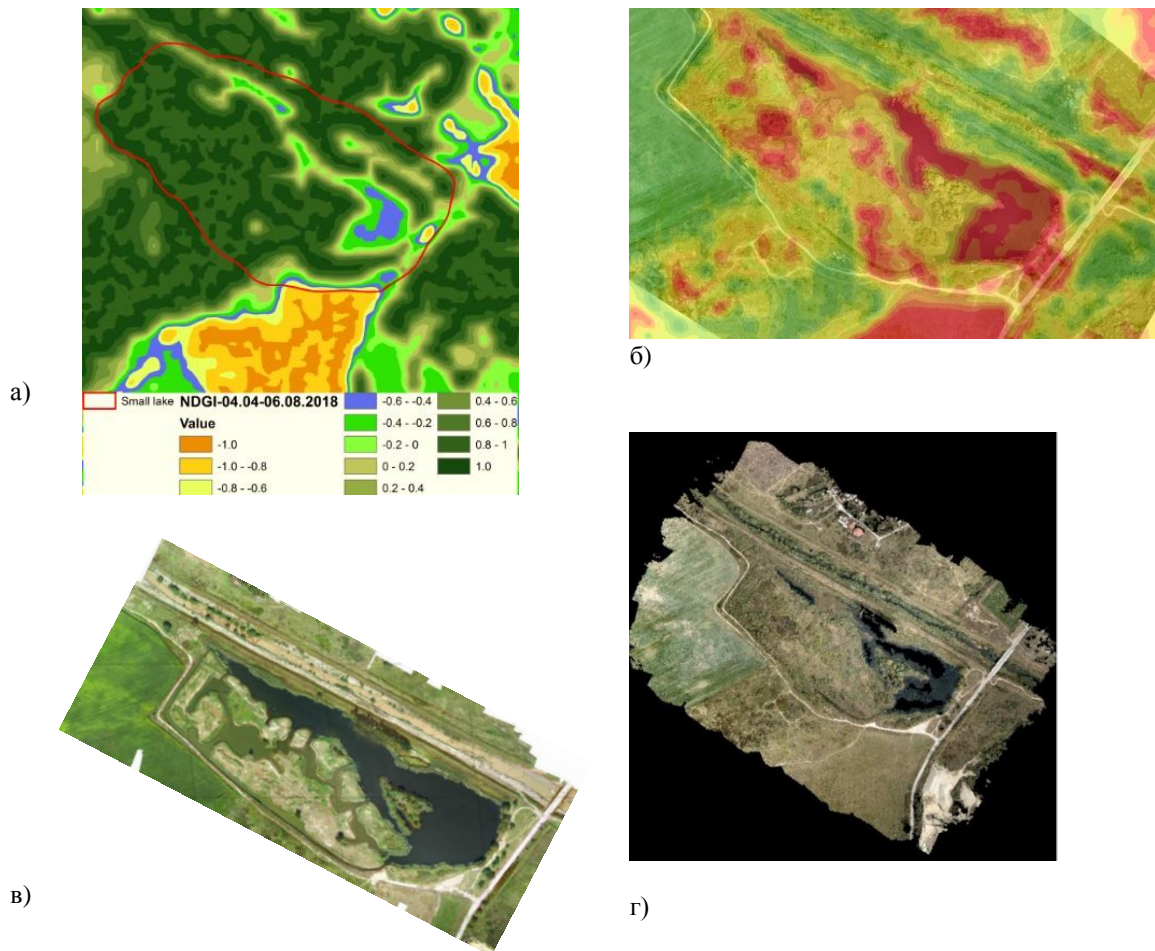 а)
б)
Small lake NDGI-04.04-06.08.2018
Value
-1.0
-1.0 - -0.8
-0.8 - -0.6
-0.6 - -0.4
-0.4 - -0.2
-0.2 - 0
0 - 0.2
0.2 - 0.4
0.4 - 0.6
0.6 - 0.8
0.8 - 1
1.0
в)
г)